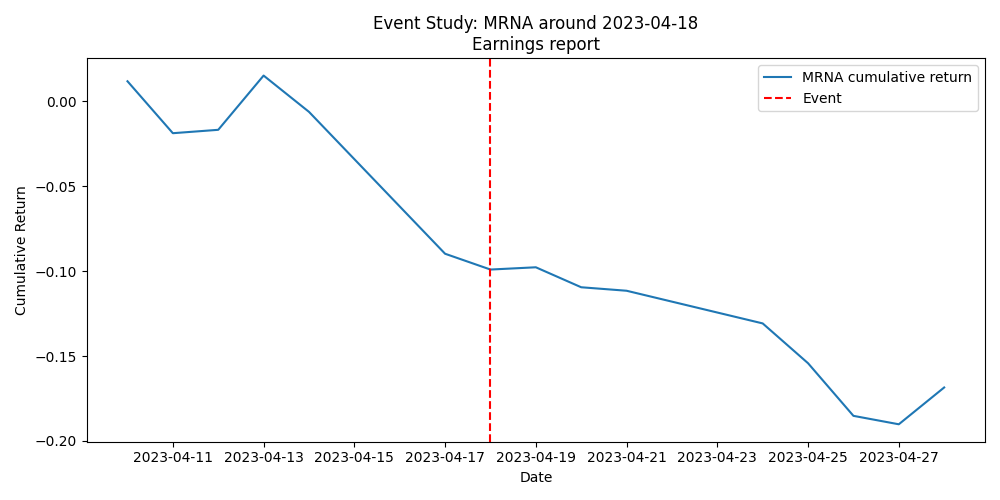 Event Study: MRNA around 2023-04-18
Earnings report
MRNA cumulative return
Event
0.00
−0.05
−0.10
−0.15
−0.20
Cumulative Return
2023-04-11 2023-04-13 2023-04-15 2023-04-17 2023-04-19 2023-04-21 2023-04-23 2023-04-25 2023-04-27
Date